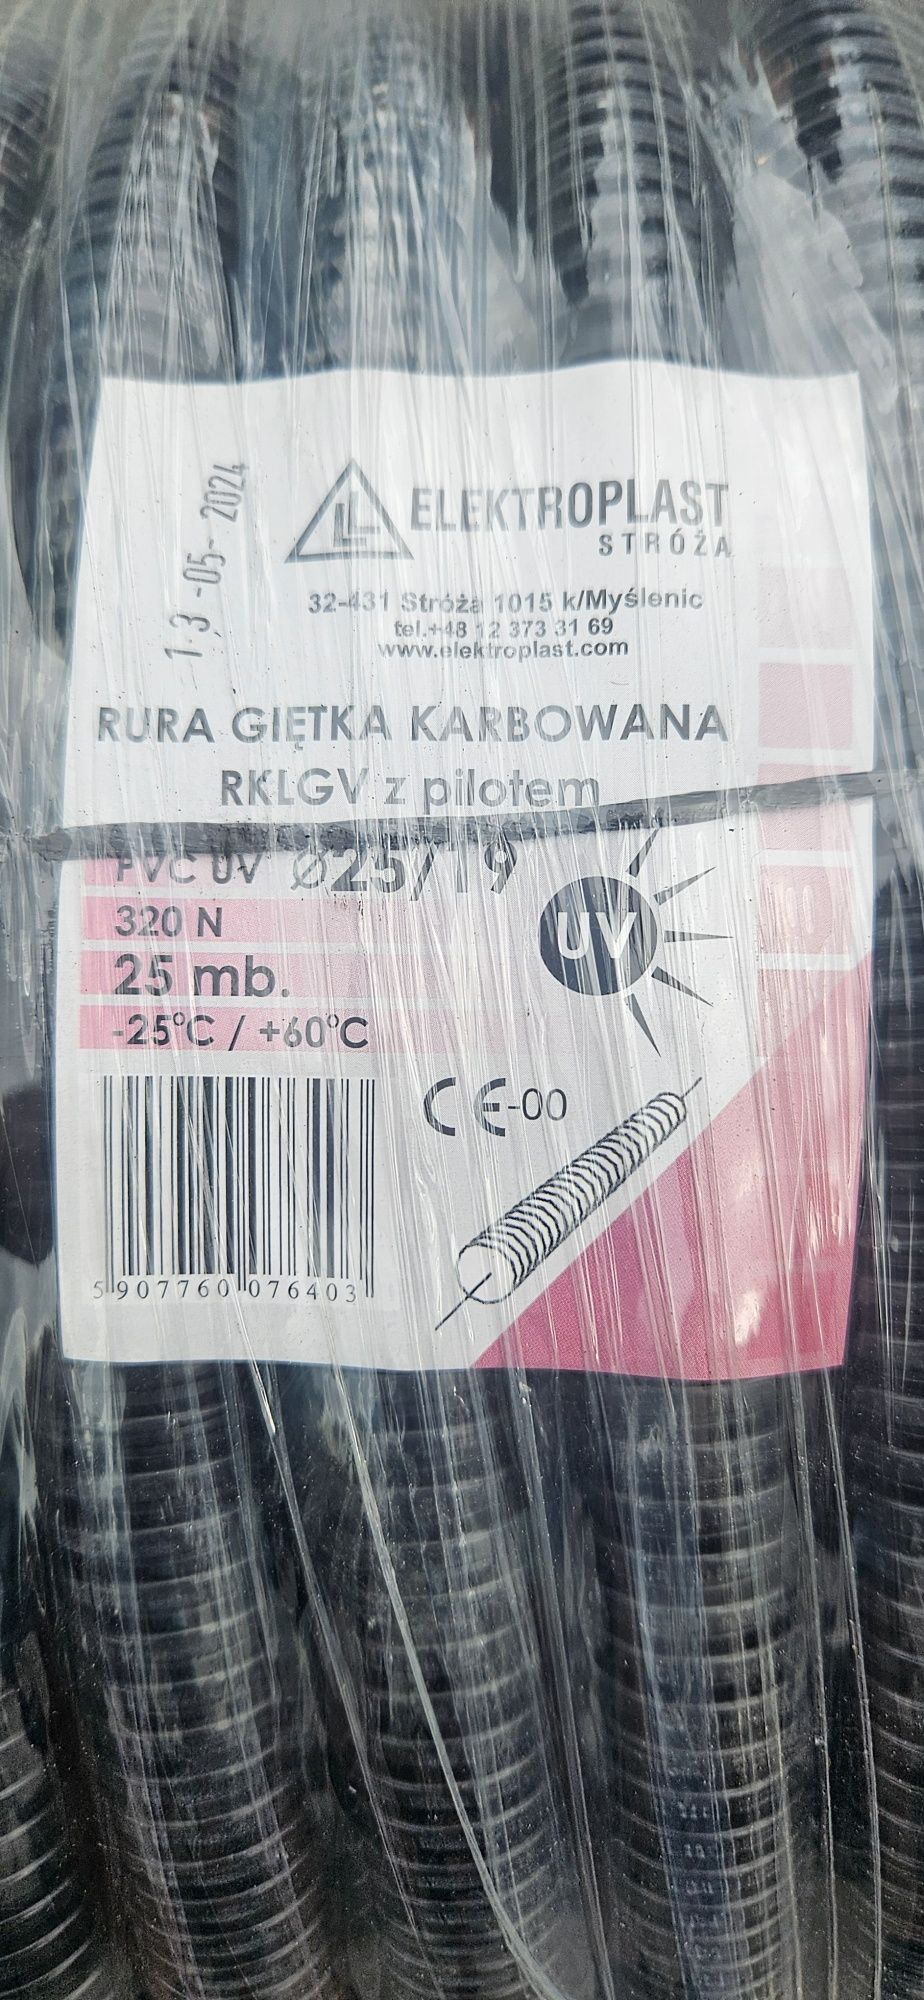 13-05-2024
ELEKTROPLAST
STRÓŻA
32-431 Stróża 1015 k/Myślenic
tel.+48 12 373 31 69
www.elektroplast.com
RURA GIĘTKA KARBOWANA
RKLGV z pilotem
PVC UV Ø25/19
320 N
25 mb.
-25°C / +60°C
UV
CE-00
5 907760 076403